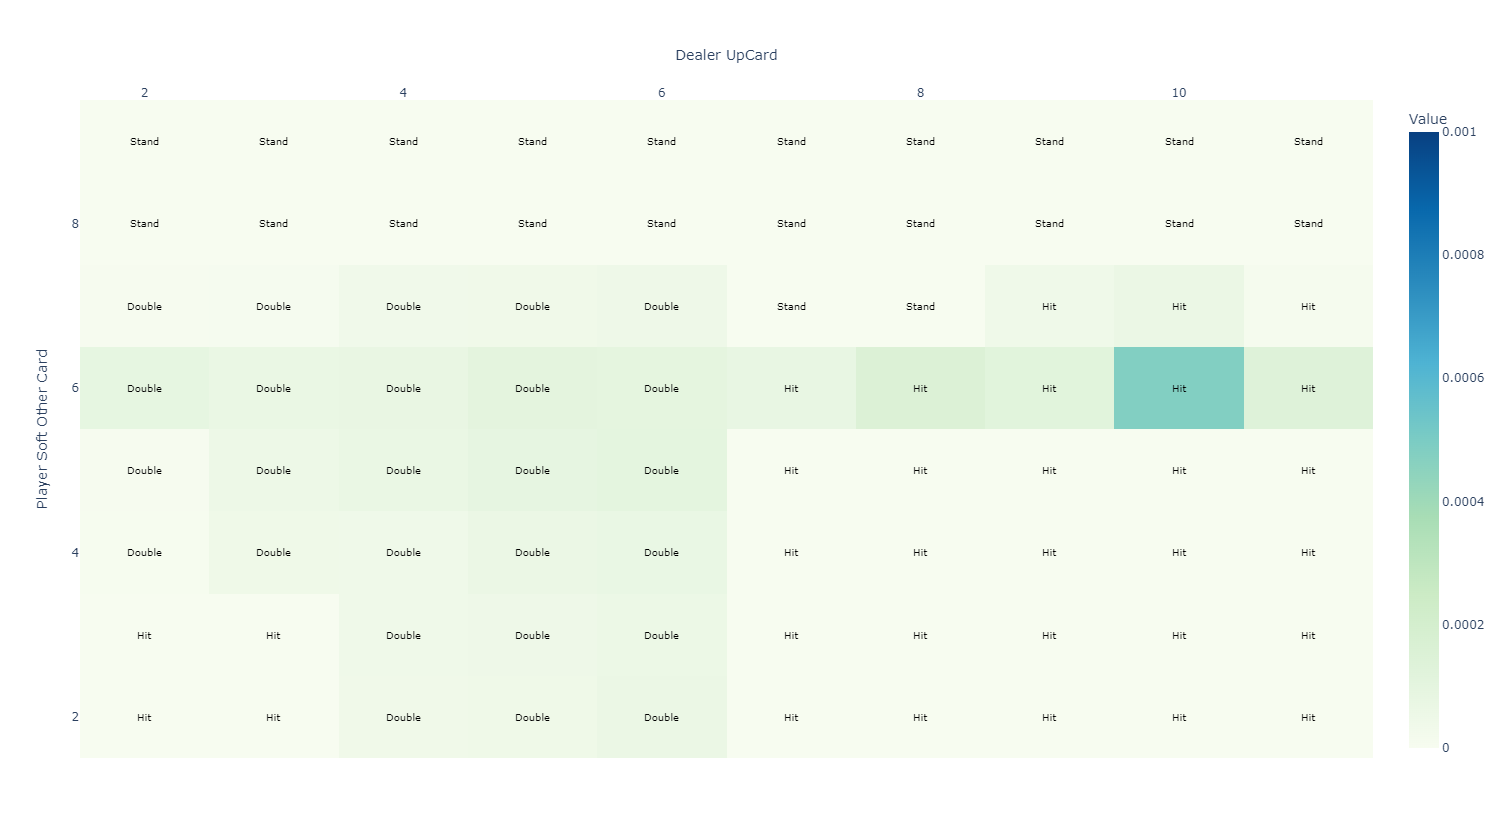 Dealer UpCard
2 4 6 8 10
Value
0.001
Stand Stand Stand Stand Stand Stand Stand Stand Stand Stand
8 Stand Stand Stand Stand Stand Stand Stand Stand Stand Stand
0.0008
Double Double Double Double Double Stand Stand Hit Hit Hit
0.0006
6 Double Double Double Double Double Hit Hit Hit Hit Hit
Player Soft Other Card
Double Double Double Double Double Hit Hit Hit Hit Hit
0.0004
4 Double Double Double Double Double Hit Hit Hit Hit Hit
0.0002
Hit Hit Double Double Double Hit Hit Hit Hit Hit
2 Hit Hit Double Double Double Hit Hit Hit Hit Hit
0